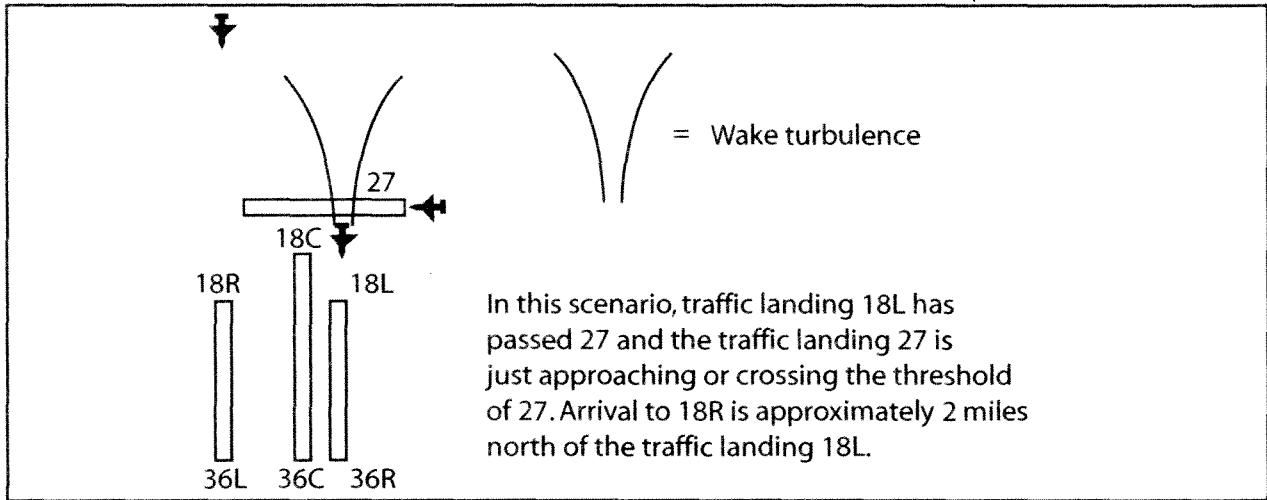 = Wake turbulence
27
18C
18R
18L
In this scenario, traffic landing 18L has
passed 27 and the traffic landing 27 is
just approaching or crossing the threshold
of 27. Arrival to 18R is approximately 2 miles
north of the traffic landing 18L.
36L
36C
36R